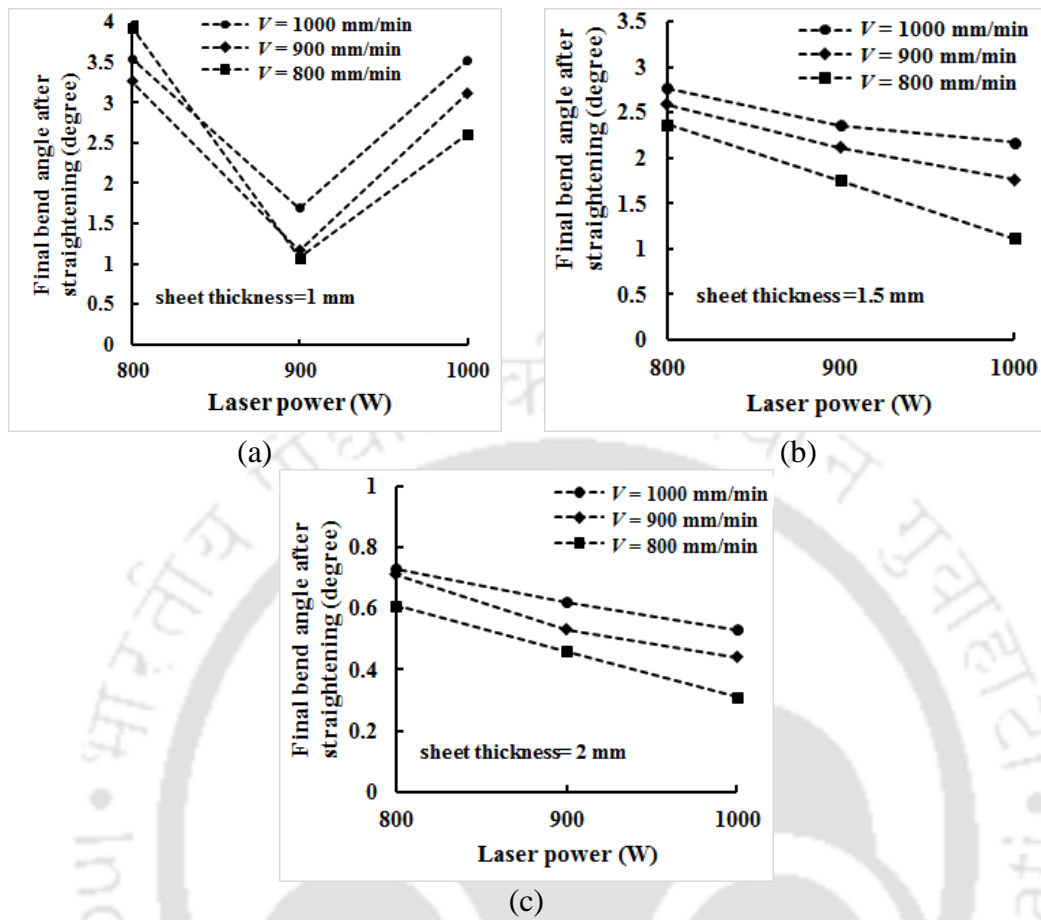 Final bend angle after
straightening (degree)
4
3.5
3
2.5
2
1.5
1
0.5
0
V = 1000 mm/min
V = 900 mm/min
V = 800 mm/min
sheet thickness=1 mm
800 900 1000
Laser power (W)
(a)
Final bend angle after
straightening (degree)
3.5
3
2.5
2
1.5
1
0.5
0
V = 1000 mm/min
V = 900 mm/min
V = 800 mm/min
sheet thickness=1.5 mm
800 900 1000
Laser power (W)
(b)
Final bend angle after
straightening (degree)
1
0.8
0.6
0.4
0.2
0
V = 1000 mm/min
V = 900 mm/min
V = 800 mm/min
sheet thickness= 2 mm
800 900 1000
Laser power (W)
(c)